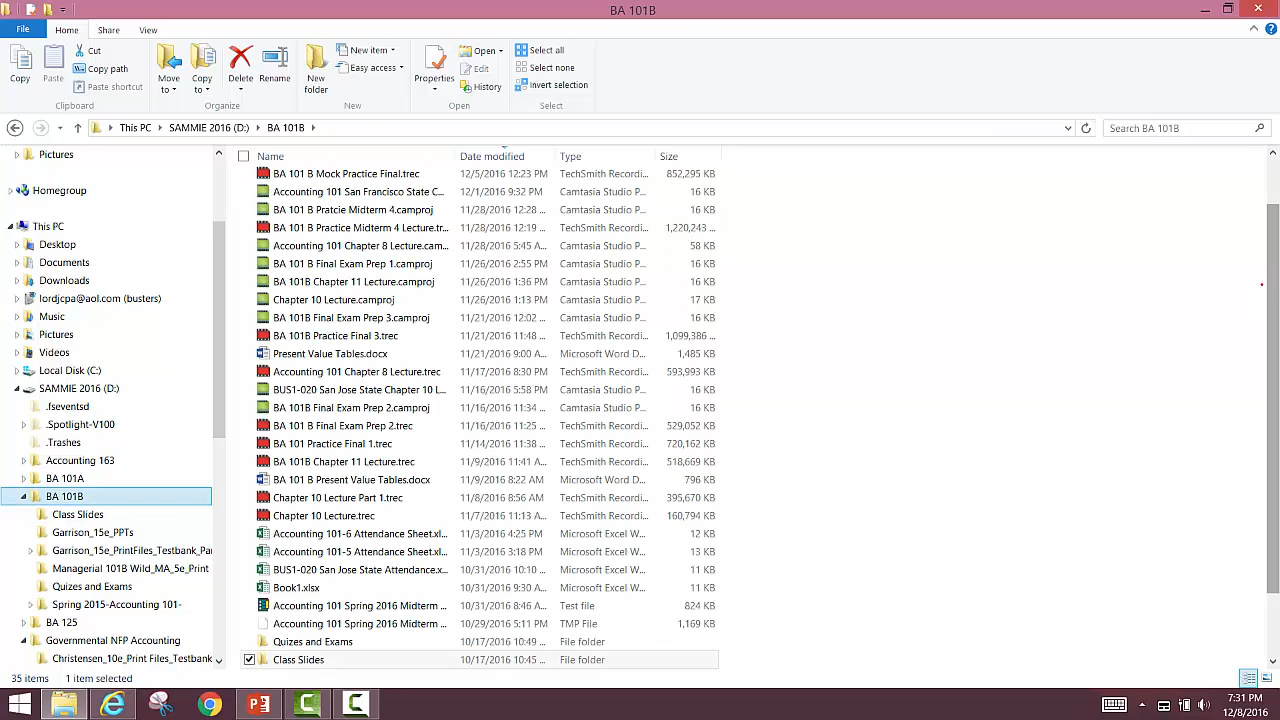 BA 101B
File
Home
Share
View
Copy
Paste
Cut
Copy path
Paste shortcut
Clipboard
Move to
Copy to
Delete
Rename
Organize
New folder
New item
Easy access
New
Properties
Open
Edit
History
Open
Select all
Select none
Invert selection
Select
This PC
SAMMIE 2016 (D:)
BA 101B
Search BA 101B
Pictures
Homegroup
This PC
Desktop
Documents
Downloads
lordjcpa@aol.com (busters)
Music
Pictures
Videos
Local Disk (C:)
SAMMIE 2016 (D:)
.fseventsd
.Spotlight-V100
.Trashes
Accounting 163
BA 101A
BA 101B
Class Slides
Garrison_15e_PPTs
Garrison_15e_PrintFiles_Testbank_Pa
Managerial 101B Wild_MA_5e_Print
Quizes and Exams
Spring 2015-Accounting 101-
BA 125
Governmental NFP Accounting
Christensen_10e_Print Files_Testbank
Name Date modified Type Size
BA 101 B Mock Practice Final.trec 12/5/2016 12:23 PM TechSmith Recordi... 852,295 KB
Accounting 101 San Francisco State C... 12/1/2016 9:32 PM Camtasia Studio P... 16 KB
BA 101 B Pratcie Midterm 4.camproj 11/28/2016 12:28 ... Camtasia Studio P... 16 KB
BA 101 B Practice Midterm 4 Lecture.tr... 11/28/2016 12:19 ... TechSmith Recordi... 1,220,243 ...
Accounting 101 Chapter 8 Lecture.cam... 11/28/2016 5:45 A... Camtasia Studio P... 58 KB
BA 101 B Final Exam Prep 1.camproj 11/26/2016 2:55 PM Camtasia Studio P... 16 KB
BA 101B Chapter 11 Lecture.camproj 11/26/2016 1:36 PM Camtasia Studio P... 16 KB
Chapter 10 Lecture.camproj 11/26/2016 1:13 PM Camtasia Studio P... 17 KB
BA 101B Final Exam Prep 3.camproj 11/26/2016 12:02 ... Camtasia Studio P... 16 KB
BA 101B Practice Final 3.trec 11/21/2016 11:48 ... TechSmith Recordi... 1,099,386 ...
Present Value Tables.docx 11/21/2016 9:00 A... Microsoft Word D... 1,485 KB
Accounting 101 Chapter 8 Lecture.trec 11/17/2016 8:30 PM TechSmith Recordi... 593,993 KB
BUS1-020 San Jose State Chapter 10 L... 11/16/2016 5:58 PM Camtasia Studio P... 16 KB
BA 101B Final Exam Prep 2.camproj 11/16/2016 11:34 ... Camtasia Studio P... 16 KB
BA 101 B Final Exam Prep 2.trec 11/16/2016 11:25 ... TechSmith Recordi... 529,052 KB
BA 101 Practice Final 1.trec 11/14/2016 11:38 ... TechSmith Recordi... 720,162 KB
BA 101B Chapter 11 Lecture.trec 11/9/2016 11:41 A... TechSmith Recordi... 518,669 KB
BA 101 B Present Value Tables.docx 11/9/2016 8:22 AM Microsoft Word D... 796 KB
Chapter 10 Lecture Part 1.trec 11/8/2016 8:56 AM TechSmith Recordi... 395,670 KB
Chapter 10 Lecture.trec 11/7/2016 11:13 A... TechSmith Recordi... 160,794 KB
Accounting 101-6 Attendance Sheet.xl... 11/3/2016 4:25 PM Microsoft Excel W... 12 KB
Accounting 101-5 Attendance Sheet.xl... 11/3/2016 3:18 PM Microsoft Excel W... 13 KB
BUS1-020 San Jose State Attendance.x... 10/31/2016 10:10 ... Microsoft Excel W... 11 KB
Book1.xlsx 10/31/2016 9:30 A... Microsoft Excel W... 11 KB
Accounting 101 Spring 2016 Midterm ... 10/31/2016 8:46 A... Test file 824 KB
Accounting 101 Spring 2016 Midterm ... 10/29/2016 5:11 PM TMP File 1,169 KB
Quizes and Exams 10/17/2016 10:49 ... File folder
Class Slides 10/17/2016 10:45 ... File folder
35 items 1 item selected
7:31 PM
12/8/2016